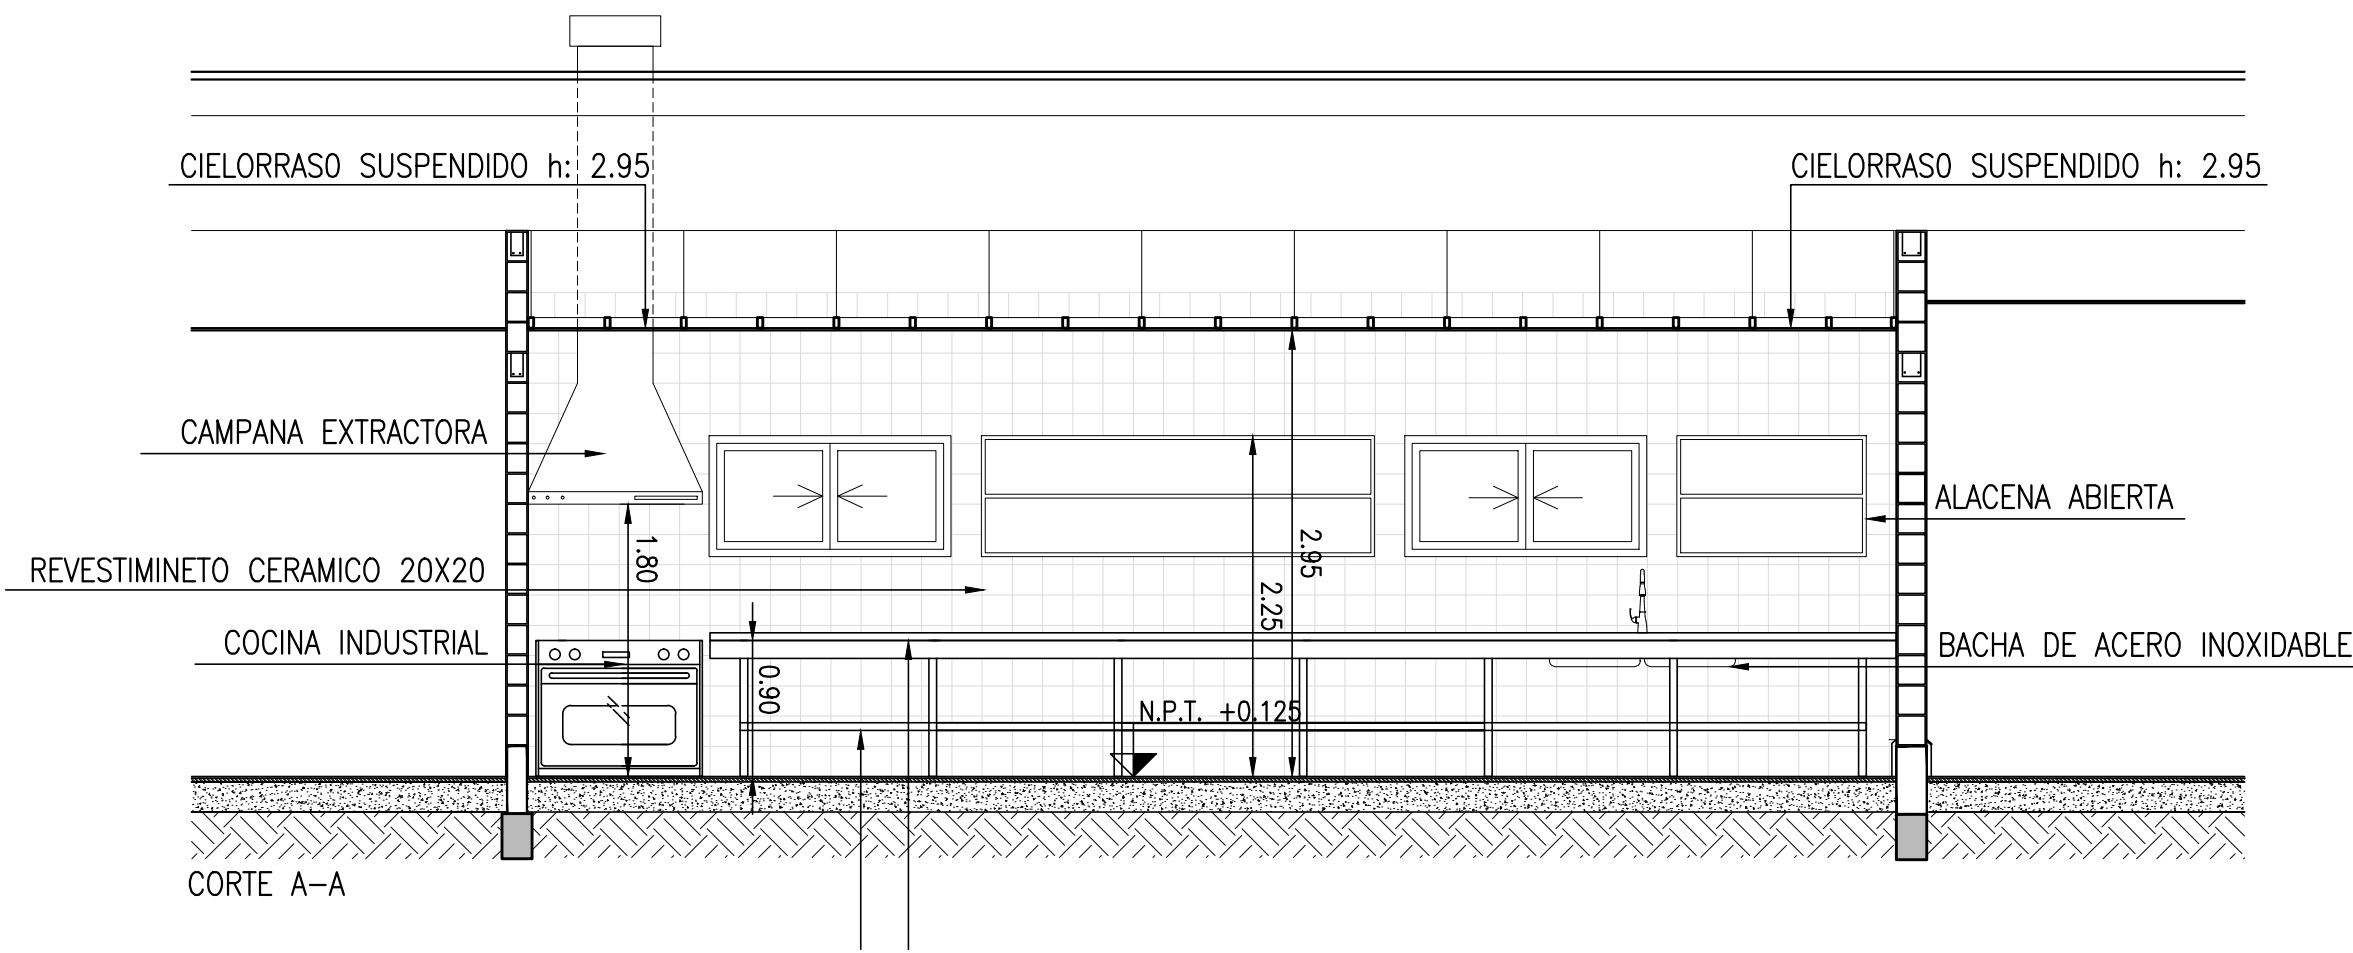 CIELORRASO SUSPENDIDO h: 2.95
CIELORRASO SUSPENDIDO h: 2.95
CAMPANA EXTRACTORA
ALACENA ABIERTA
1.80
2.95
REVESTIMINETO CERAMICO 20X20
2.25
COCINA INDUSTRIAL
BACHA DE ACERO INOXIDABLE
0.90
N.P.T. +0.125
CORTE A-A